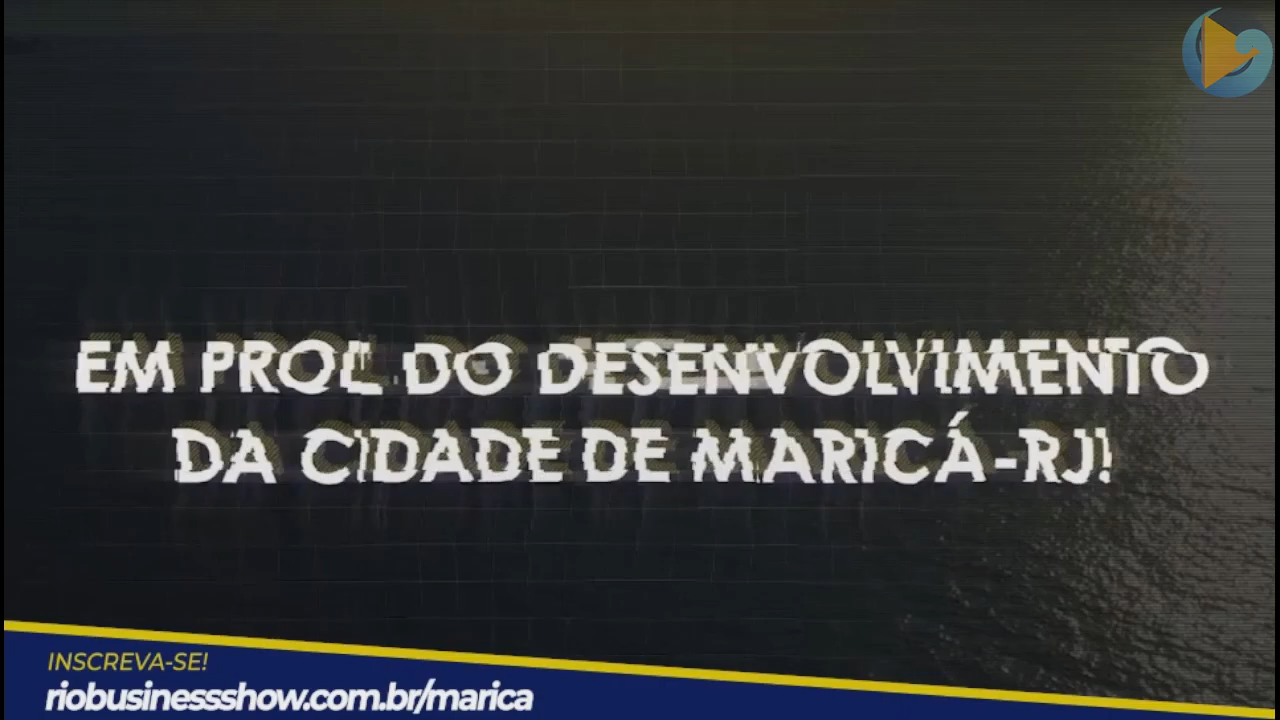 EM PROL DO DESENVOLVIMENTO
DA CIDADE DE MARICÁ-RJ!
INSCREVA-SE!
riobusinessshow.com.br/marica